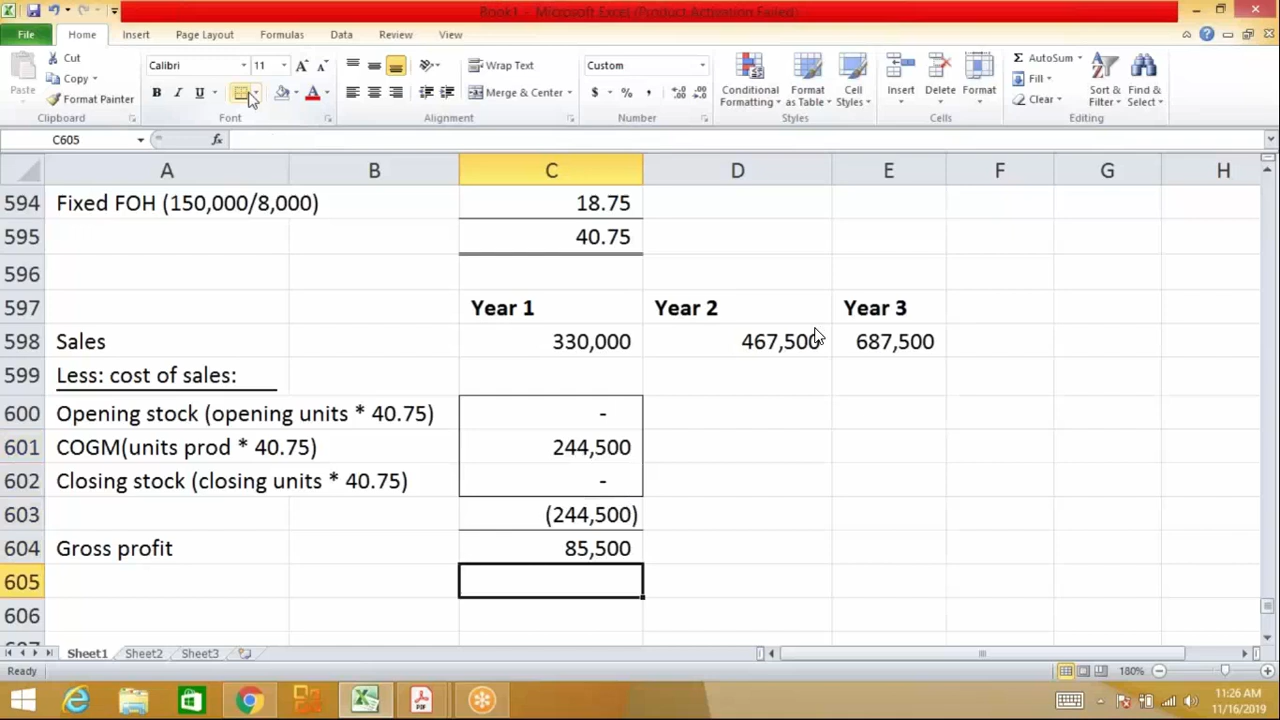 Book1 - Microsoft Excel (Product Activation Failed)
File Home Insert Page Layout Formulas Data Review View
Cut Calibri 11 Wrap Text Custom AutoSum
Copy Fill
Paste Format Painter B I U Merge & Center $ % , Conditional Formatting Format as Table Cell Styles Insert Delete Format Clear Sort & Filter Find & Select
Clipboard Font Alignment Number Styles Cells Editing
C605 fx
A B C D E F G H
594 Fixed FOH (150,000/8,000) 18.75
595 40.75
596
597 Year 1 Year 2 Year 3
598 Sales 330,000 467,500 687,500
599 Less: cost of sales:
600 Opening stock (opening units * 40.75) -
601 COGM(units prod * 40.75) 244,500
602 Closing stock (closing units * 40.75) -
603 (244,500)
604 Gross profit 85,500
605
606
Sheet1 Sheet2 Sheet3
Ready 180%
11:26 AM
11/16/2019